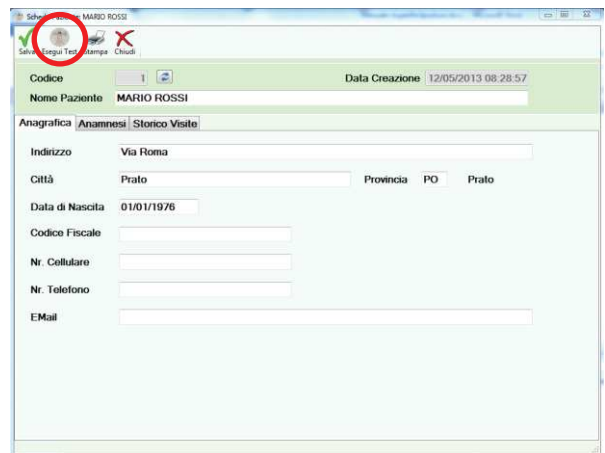 Scheda Paziente: MARIO ROSSI
Salva Esegui Test Stampa Chiudi
Codice 1 Data Creazione 12/05/2013 08:28:57
Nome Paziente MARIO ROSSI
Anagrafica Anamnesi Storico Visite
Indirizzo Via Roma
Città Prato Provincia PO Prato
Data di Nascita 01/01/1976
Codice Fiscale
Nr. Cellulare
Nr. Telefono
EMail